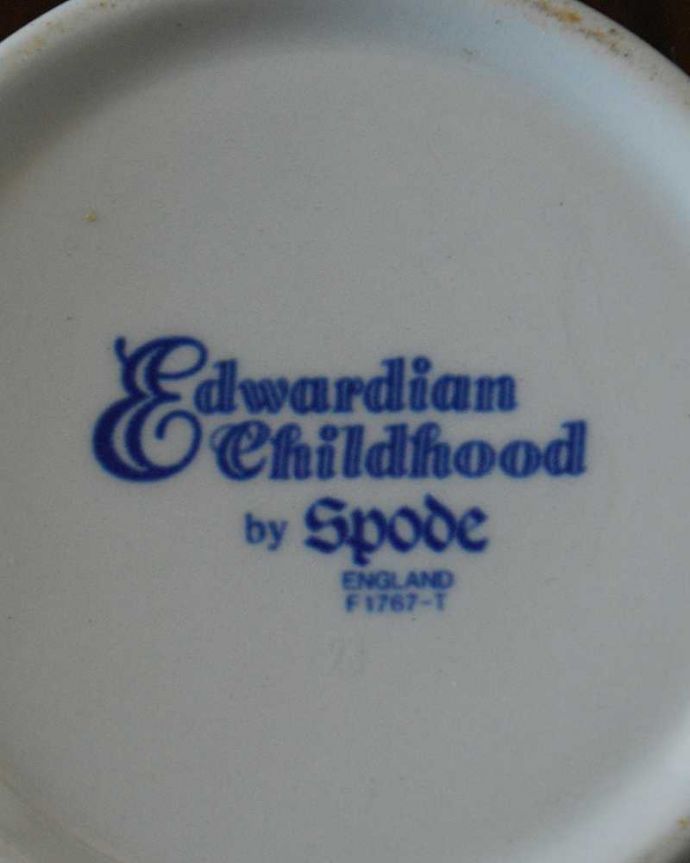 Edwardian
Childhood
by Spode
ENGLAND
F1767-T